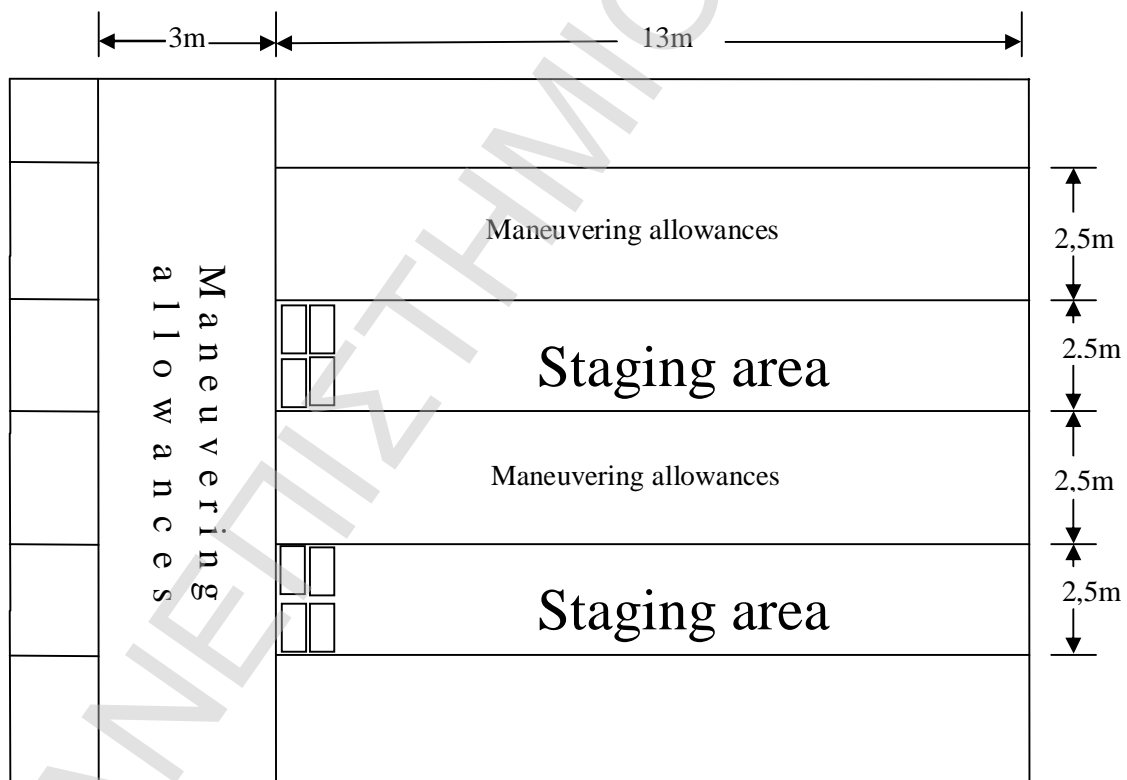 3m
13m
Maneuvering allowances
2,5m
Maneuvering
allowances
Staging area
2.5m
Maneuvering allowances
2,5m
Staging area
2,5m
ΑΝΕΠΙΣΤΗΜΙΟ